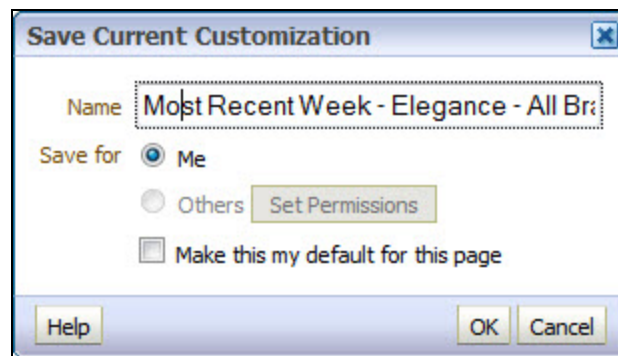 Save Current Customization
Name Most Recent Week - Elegance - All Bra
Save for Me
Others Set Permissions
Make this my default for this page
Help OK Cancel